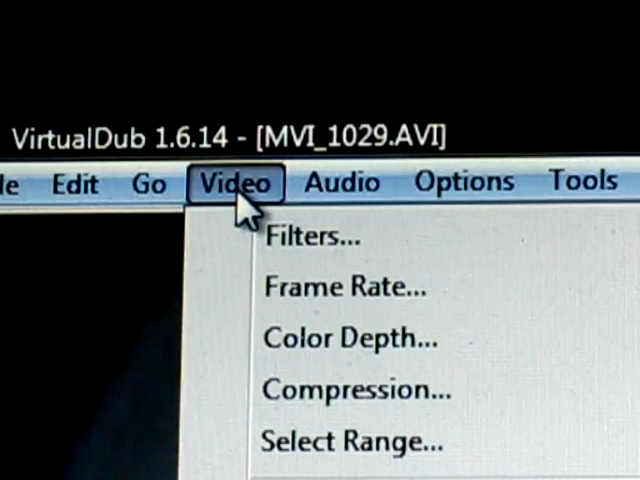 VirtualDub 1.6.14 - [MVI_1029.AVI]
le Edit Go Video Audio Options Tools
Filters...
Frame Rate...
Color Depth...
Compression...
Select Range...